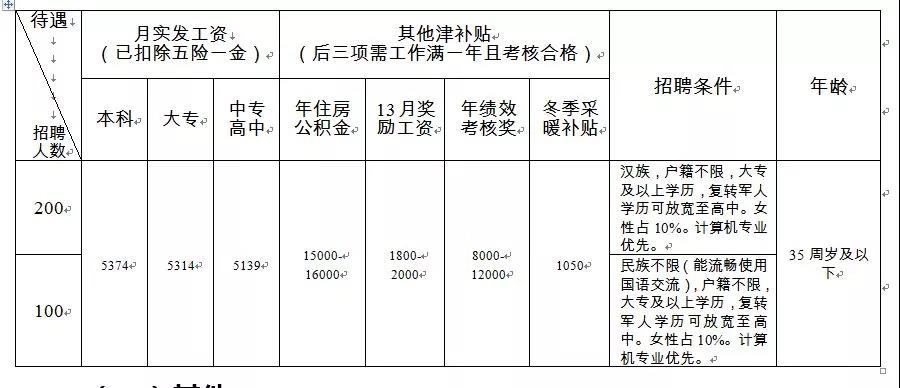 待遇
招聘
人数
月实发工资
（已扣除五险一金）
其他津补贴
（后三项需工作满一年且考核合格）
招聘条件
年龄
本科
大专
中专
高中
年住房
公积金
13月奖
励工资
年绩效
考核奖
冬季采
暖补贴
200
汉族，户籍不限，大专
及以上学历，复转军人
学历可放宽至高中。女
性占10%。计算机专业
优先。
5374
5314
5139
15000-
16000
1800-
2000
8000-
12000
1050
35周岁及以
下
100
民族不限（能流畅使用
国语交流），户籍不限，
大专及以上学历，复转
军人学历可放宽至高
中。女性占10%。计算
机专业优先。